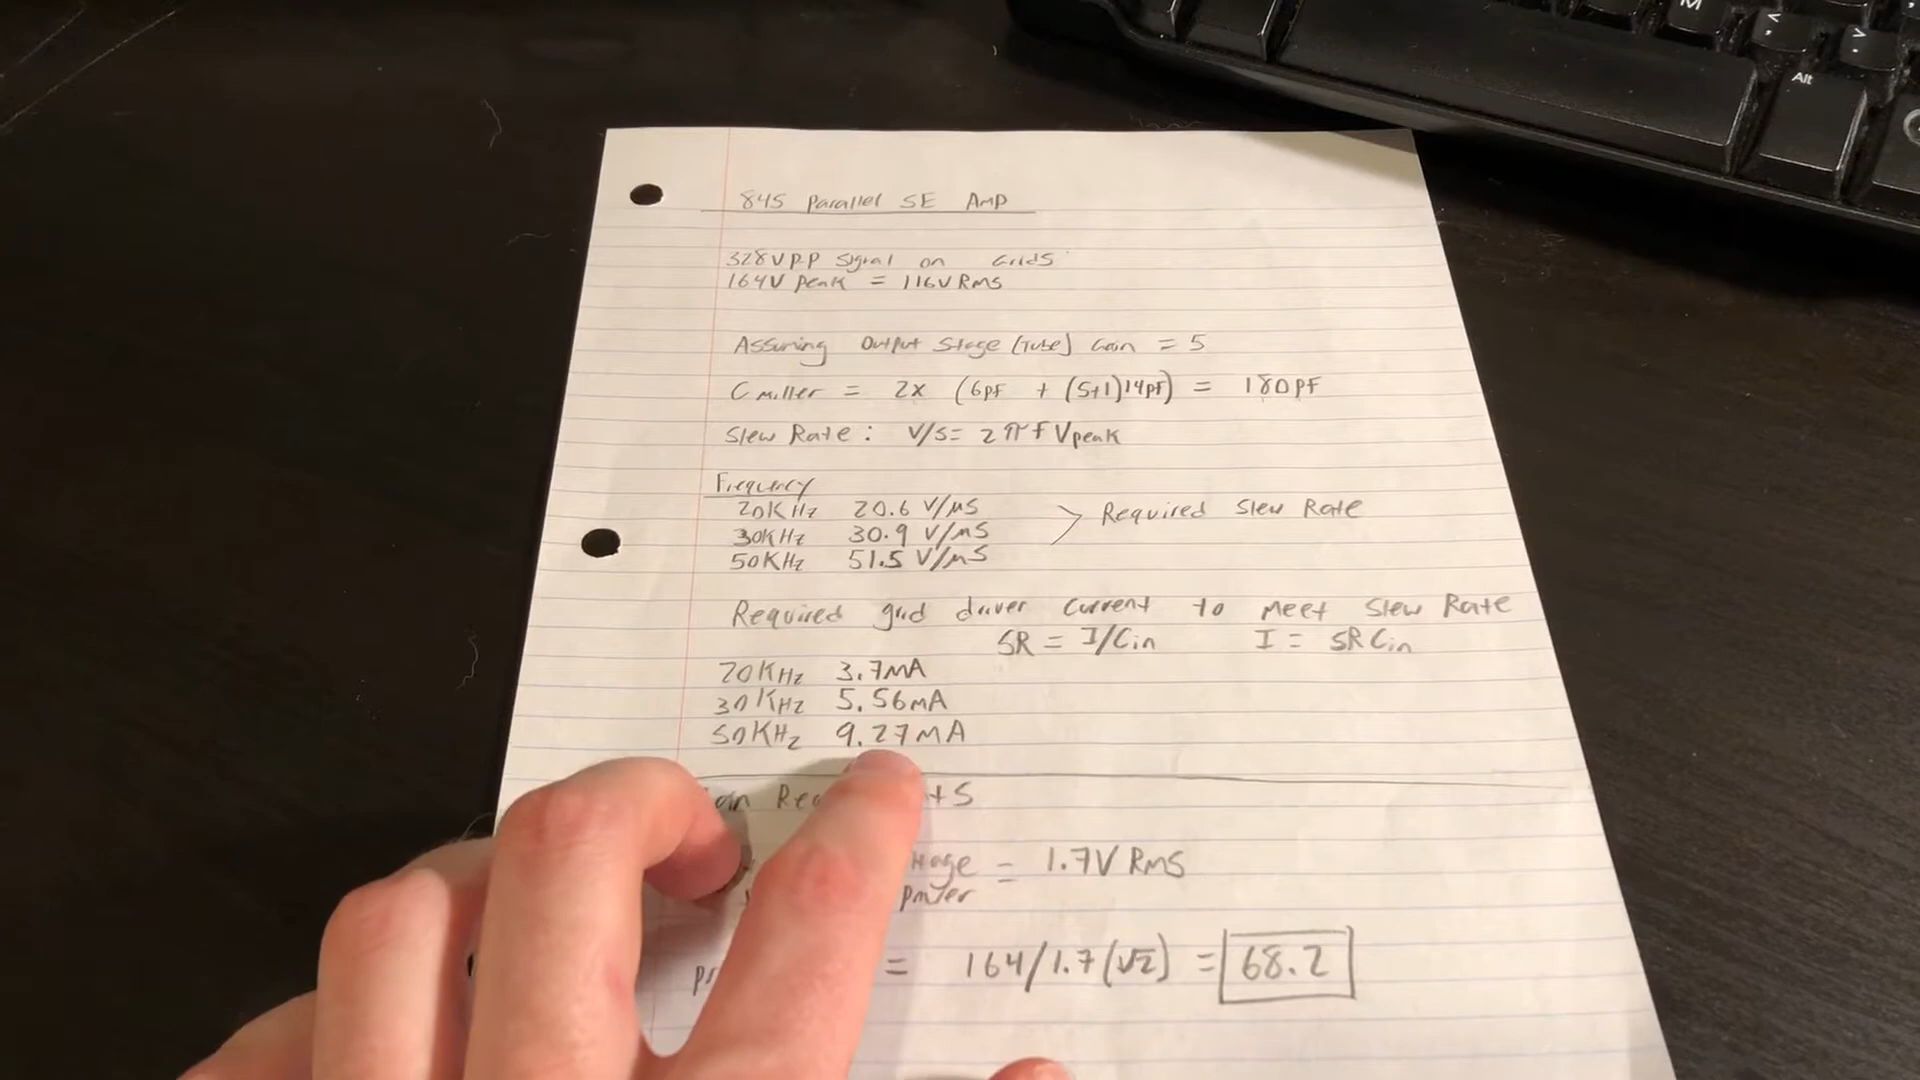 845 Parallel SE Amp
328V P-P Signal on Grids
164V peak = 116V Rms
Assuming Output Stage (Tube) Gain = 5
C miller = 2x (6pf + (5+1)14pf) = 180pf
Slew Rate: V/s = 2πf Vpeak
Frequency
20KHz 20.6 V/μs
30KHz 30.9 V/μs > Required Slew Rate
50KHz 51.5 V/μs
Required grid driver current to meet Slew Rate
SR = I/Cin I = SR Cin
20KHz 3.7mA
30KHz 5.56mA
50KHz 9.27mA
= 1.7V RMS
= 164/1.7(√2) = 68.2
M
<
>
Alt